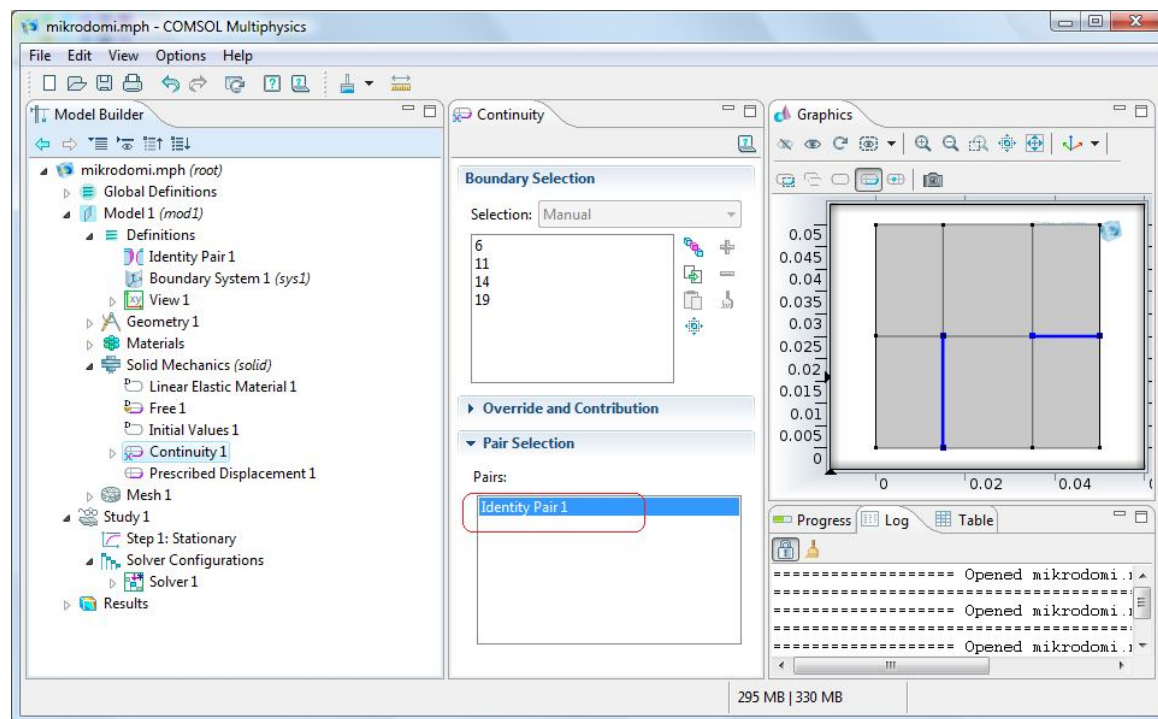 mikrodomi.mph - COMSOL Multiphysics
File Edit View Options Help
Model Builder
mikrodomi.mph (root)
Global Definitions
Model 1 (mod1)
Definitions
Identity Pair 1
Boundary System 1 (sys1)
View 1
Geometry 1
Materials
Solid Mechanics (solid)
Linear Elastic Material 1
Free 1
Initial Values 1
Continuity 1
Prescribed Displacement 1
Mesh 1
Study 1
Step 1: Stationary
Solver Configurations
Solver 1
Results
Continuity
Boundary Selection
Selection: Manual
6
11
14
19
Override and Contribution
Pair Selection
Pairs:
Identity Pair 1
Graphics
0.05
0.045
0.04
0.035
0.03
0.025
0.02
0.015
0.01
0.005
0
0 0.02 0.04
Progress Log Table
=================== Opened mikrodomi.
=================== Opened mikrodomi.
=================== Opened mikrodomi.
295 MB | 330 MB